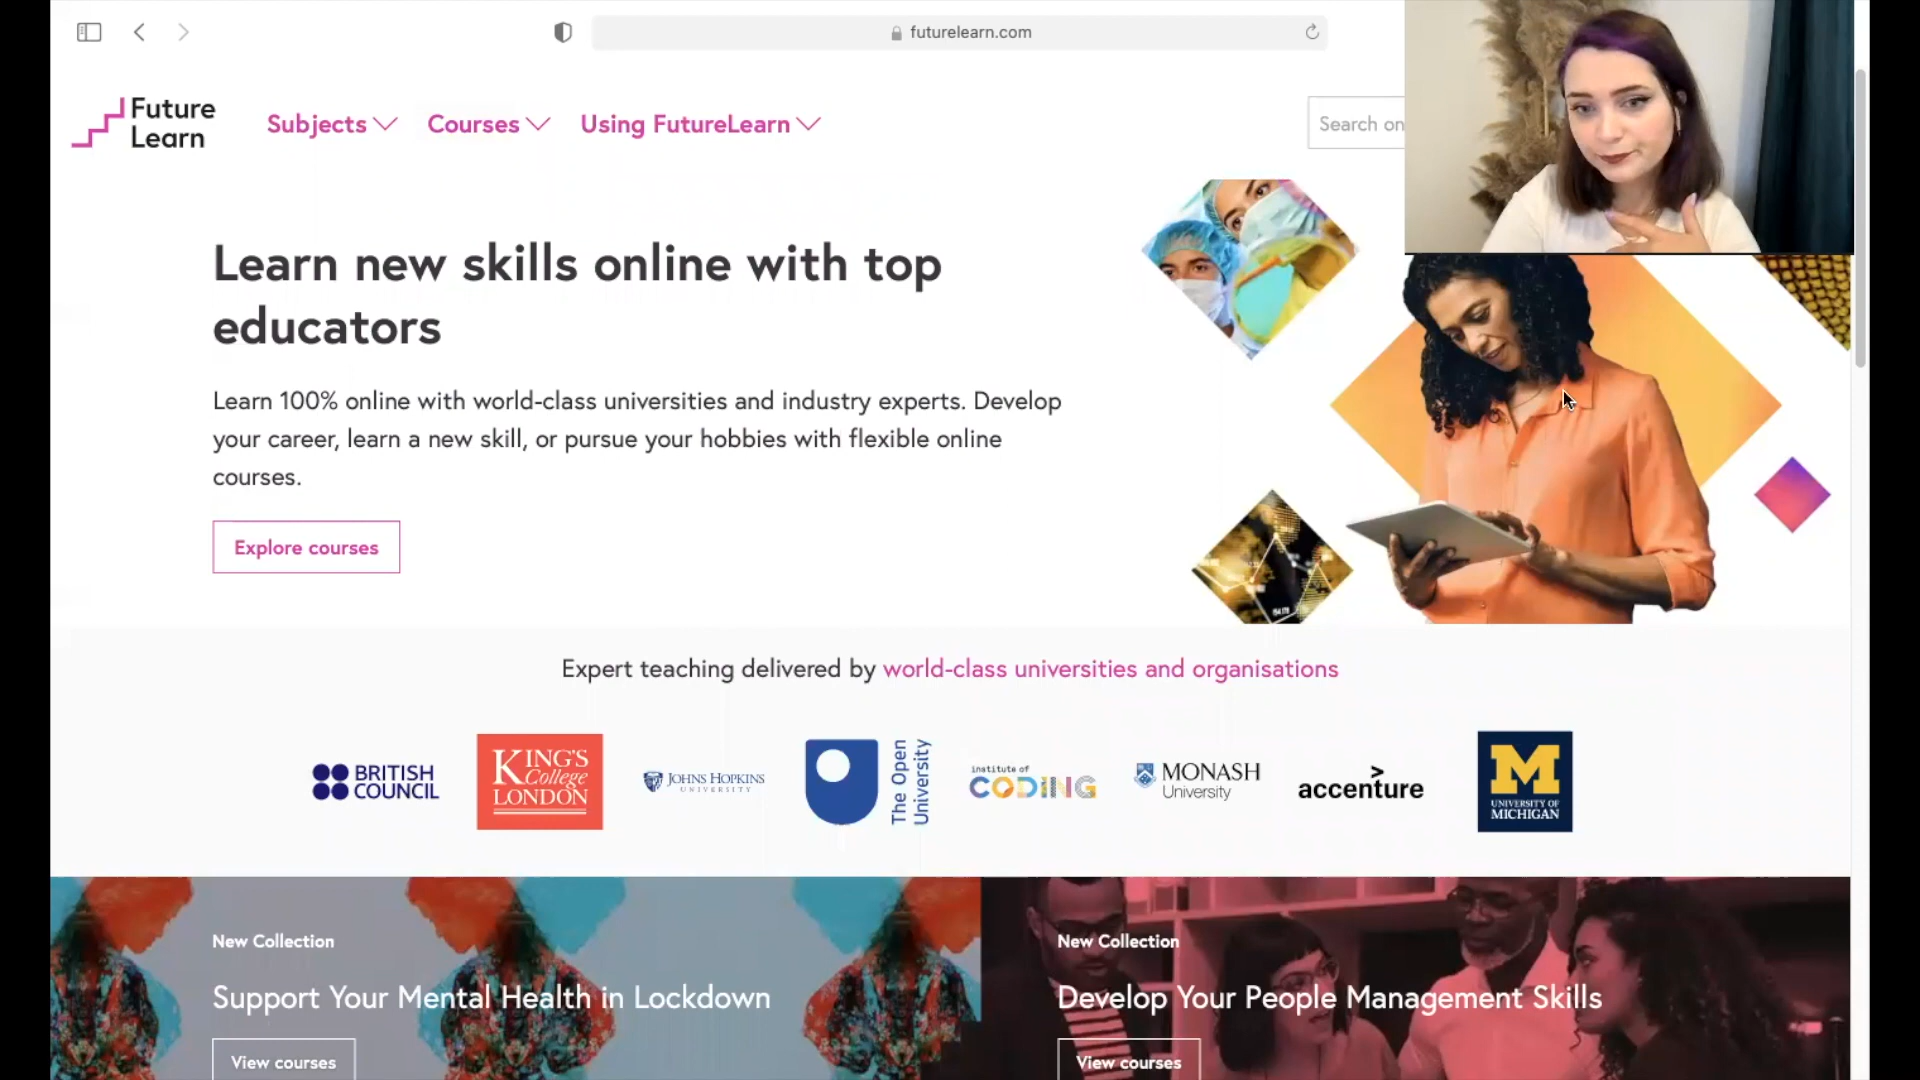 futurelearn.com
Future
Learn
Subjects
Courses
Using FutureLearn
Search on
Learn new skills online with top
educators
Learn 100% online with world-class universities and industry experts. Develop
your career, learn a new skill, or pursue your hobbies with flexible online
courses.
Explore courses
Expert teaching delivered by world-class universities and organisations
BRITISH
COUNCIL
KING'S
College
LONDON
JOHNS HOPKINS
UNIVERSITY
The Open
University
institute of
CODING
MONASH
University
accenture
M
UNIVERSITY OF
MICHIGAN
New Collection
Support Your Mental Health in Lockdown
View courses
New Collection
Develop Your People Management Skills
View courses